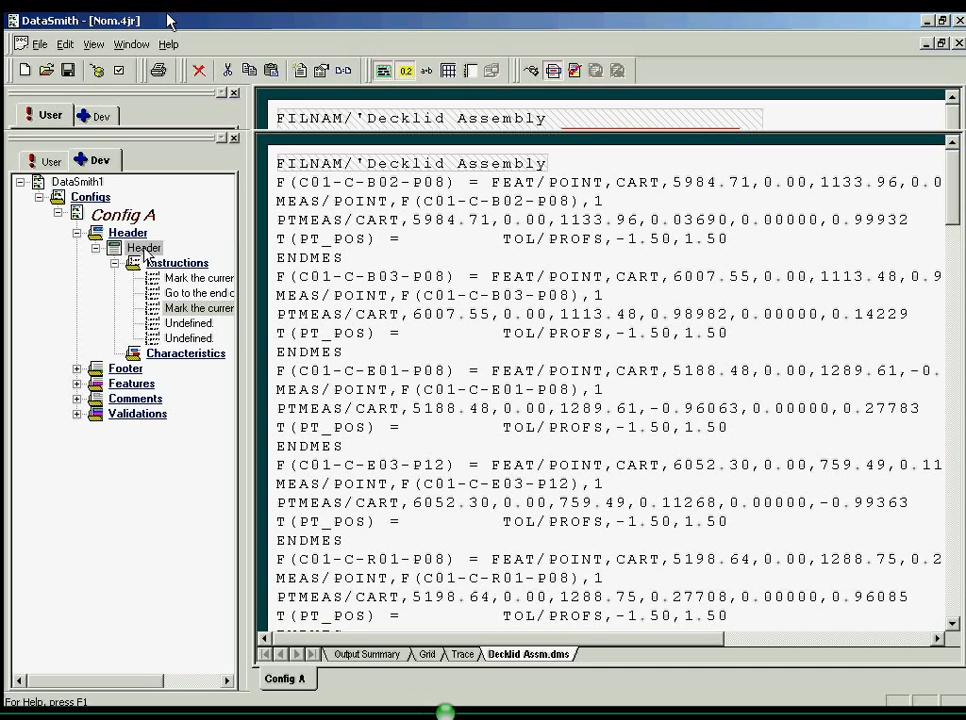 DataSmith - [Nom.4jr]
File Edit View Window Help
0.2 a-b
User Dev
FILNAM/'Decklid Assembly
User Dev
DataSmith1
Configs
Config A
Header
Header
Instructions
Mark the curren
Go to the end o
Mark the curren
Undefined.
Undefined.
Characteristics
Footer
Features
Comments
Validations
FILNAM/'Decklid Assembly
F(C01-C-B02-P08) = FEAT/POINT,CART,5984.71,0.00,1133.96,0.0
MEAS/POINT,F(C01-C-B02-P08),1
PTMEAS/CART,5984.71,0.00,1133.96,0.03690,0.00000,0.99932
T(PT_POS) = TOL/PROFS,-1.50,1.50
ENDMES
F(C01-C-B03-P08) = FEAT/POINT,CART,6007.55,0.00,1113.48,0.9
MEAS/POINT,F(C01-C-B03-P08),1
PTMEAS/CART,6007.55,0.00,1113.48,0.98982,0.00000,0.14229
T(PT_POS) = TOL/PROFS,-1.50,1.50
ENDMES
F(C01-C-E01-P08) = FEAT/POINT,CART,5188.48,0.00,1289.61,-0.
MEAS/POINT,F(C01-C-E01-P08),1
PTMEAS/CART,5188.48,0.00,1289.61,-0.96063,0.00000,0.27783
T(PT_POS) = TOL/PROFS,-1.50,1.50
ENDMES
F(C01-C-E03-P12) = FEAT/POINT,CART,6052.30,0.00,759.49,0.11
MEAS/POINT,F(C01-C-E03-P12),1
PTMEAS/CART,6052.30,0.00,759.49,0.11268,0.00000,-0.99363
T(PT_POS) = TOL/PROFS,-1.50,1.50
ENDMES
F(C01-C-R01-P08) = FEAT/POINT,CART,5198.64,0.00,1288.75,0.2
MEAS/POINT,F(C01-C-R01-P08),1
PTMEAS/CART,5198.64,0.00,1288.75,0.27708,0.00000,0.96085
T(PT_POS) = TOL/PROFS,-1.50,1.50
Output Summary Grid Trace Decklid Assm.dms
Config A
For Help, press F1